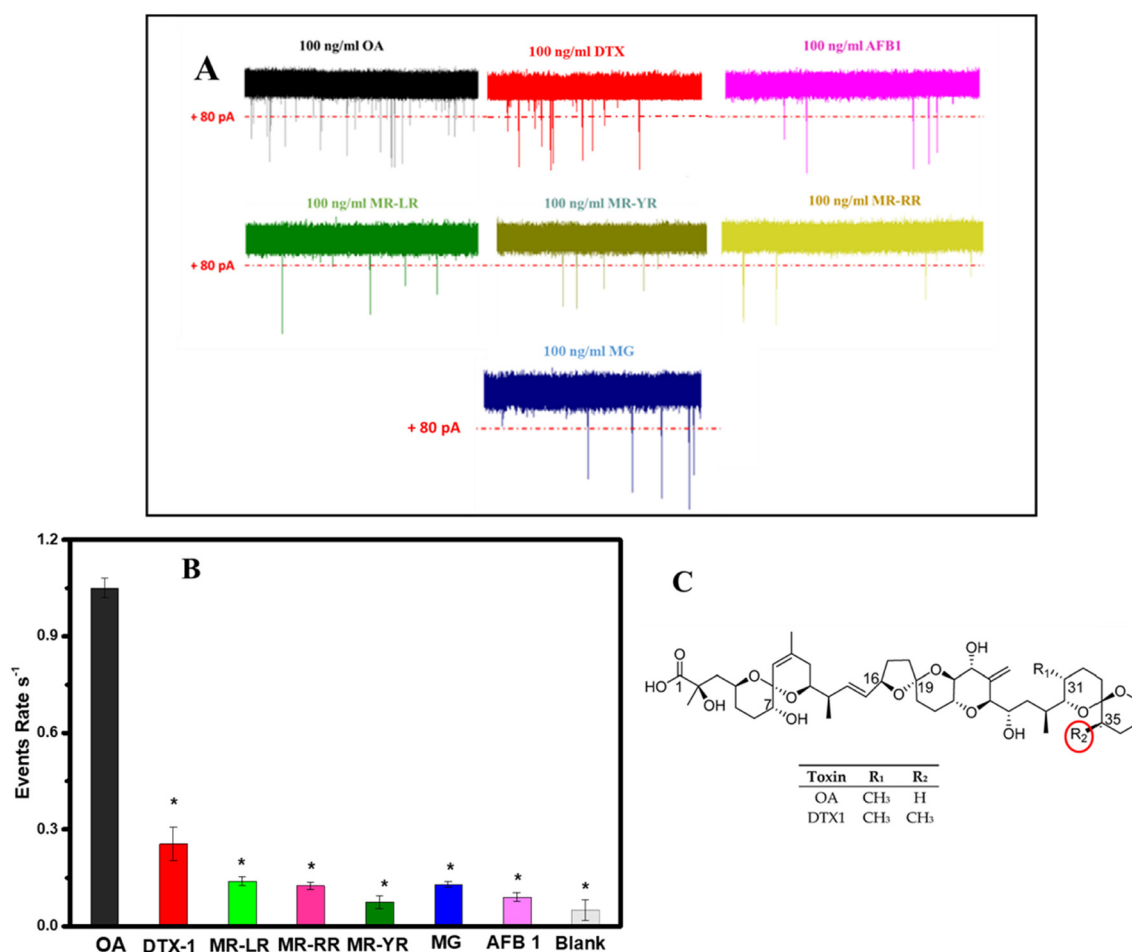 A
100 ng/ml OA
100 ng/ml DTX
100 ng/ml AFB1
+ 80 pA
100 ng/ml MR-LR
100 ng/ml MR-YR
100 ng/ml MR-RR
+ 80 pA
100 ng/ml MG
+ 80 pA
B
Events Rate s⁻¹
1.2
0.9
0.6
0.3
0.0
* * * * * * *
OA DTX-1 MR-LR MR-RR MR-YR MG AFB 1 Blank
C
O
HO
1
OH
O
7
O
OH
16
O
19
O
OH
O
OH
R₁
31
O
O
35
R₂
Toxin R₁ R₂
OA CH₃ H
DTX1 CH₃ CH₃